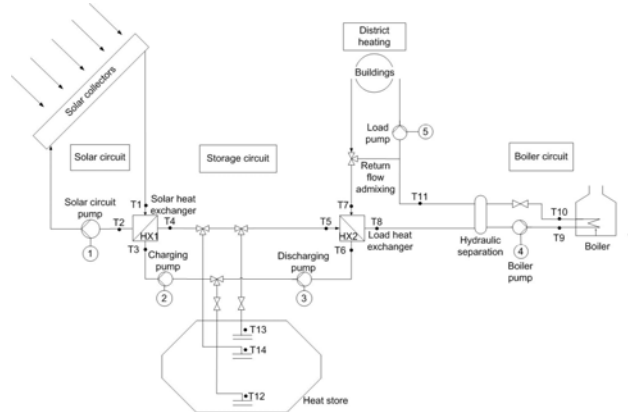 District
heating
Buildings
Solar collectors
Load
pump
5
Solar circuit
Storage circuit
Boiler circuit
Return
flow
admixing
Solar circuit
pump
T1
Solar heat
exchanger
T7
T11
T2
T4
T5
T8
T10
T9
HX1
HX2
Load heat
exchanger
Hydraulic
separation
Boiler
T3
T6
Charging
pump
Discharging
pump
4
Boiler
pump
1
2
3
T13
T14
T12
Heat store